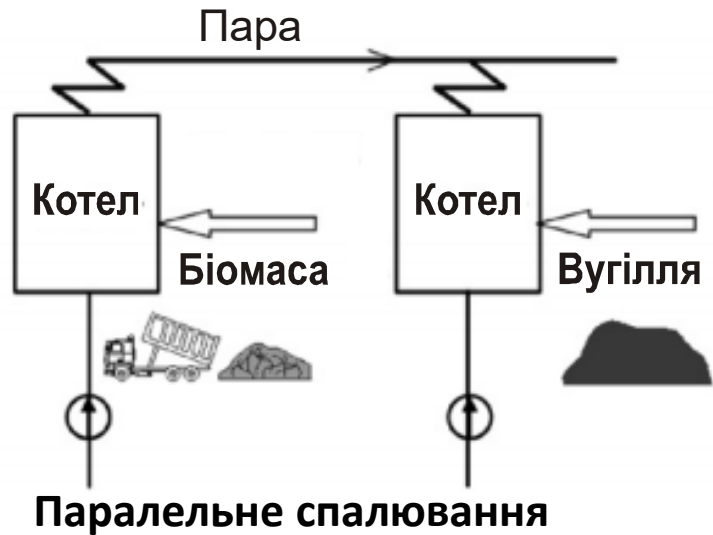 Пара
Котел
Котел
Біомаса
Вугілля
Паралельне спалювання